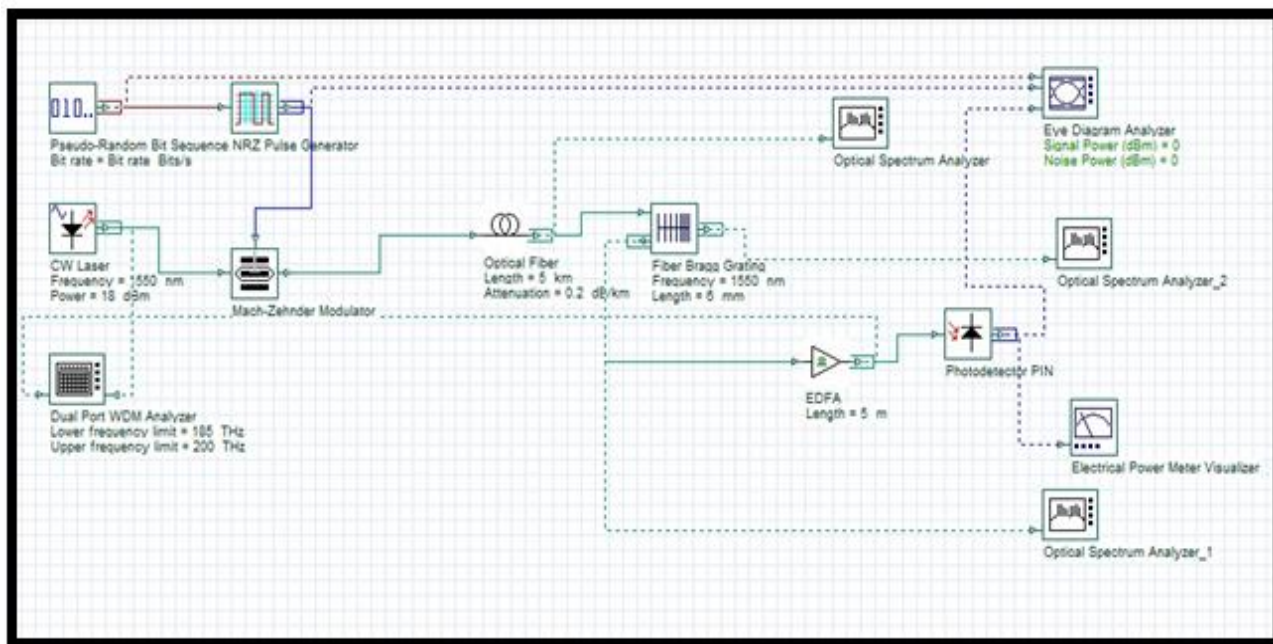 010..
Pseudo-Random Bit Sequence
Bit rate = Bit rate Bits/s
NRZ Pulse Generator
Eye Diagram Analyzer
Signal Power (dBm) = 0
Noise Power (dBm) = 0
Optical Spectrum Analyzer
CW Laser
Frequency = 1550 nm
Power = 18 dBm
Mach-Zehnder Modulator
Optical Fiber
Length = 5 km
Attenuation = 0.2 dB/km
Fiber Bragg Grating
Frequency = 1550 nm
Length = 5 mm
Optical Spectrum Analyzer_2
Dual Port WDM Analyzer
Lower frequency limit = 185 THz
Upper frequency limit = 200 THz
EDFA
Length = 5 m
Photodetector PIN
Electrical Power Meter Visualizer
Optical Spectrum Analyzer_1